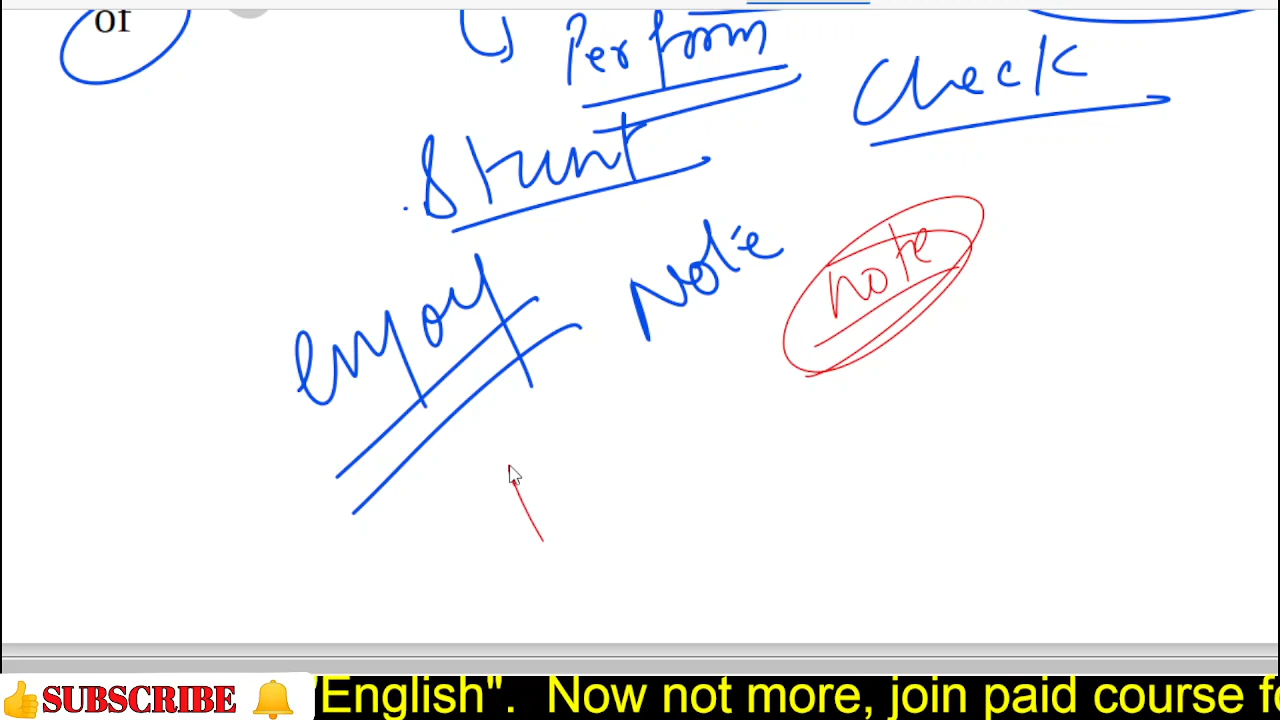 of
Perform
Check
Stunt
Note
note
enjoy
SUBSCRIBE
"English". Now not more, join paid course fo